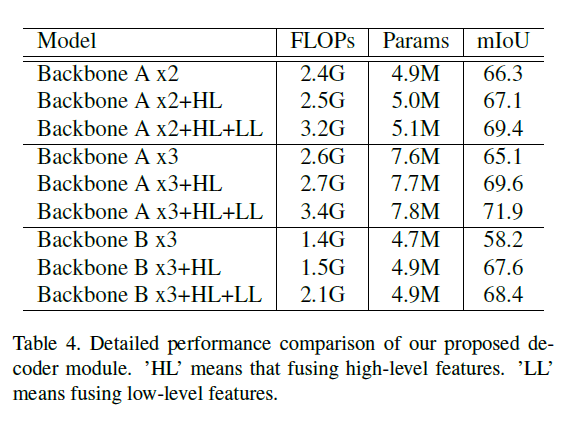 Model FLOPs Params mIoU
Backbone A x2 2.4G 4.9M 66.3
Backbone A x2+HL 2.5G 5.0M 67.1
Backbone A x2+HL+LL 3.2G 5.1M 69.4
Backbone A x3 2.6G 7.6M 65.1
Backbone A x3+HL 2.7G 7.7M 69.6
Backbone A x3+HL+LL 3.4G 7.8M 71.9
Backbone B x3 1.4G 4.7M 58.2
Backbone B x3+HL 1.5G 4.9M 67.6
Backbone B x3+HL+LL 2.1G 4.9M 68.4
Table 4. Detailed performance comparison of our proposed de-
coder module. ’HL’ means that fusing high-level features. ’LL’
means fusing low-level features.